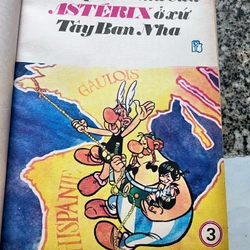 ASTÉRIX ở xứ
Tây Ban Nha
GAULOIS
HISPANIE
3